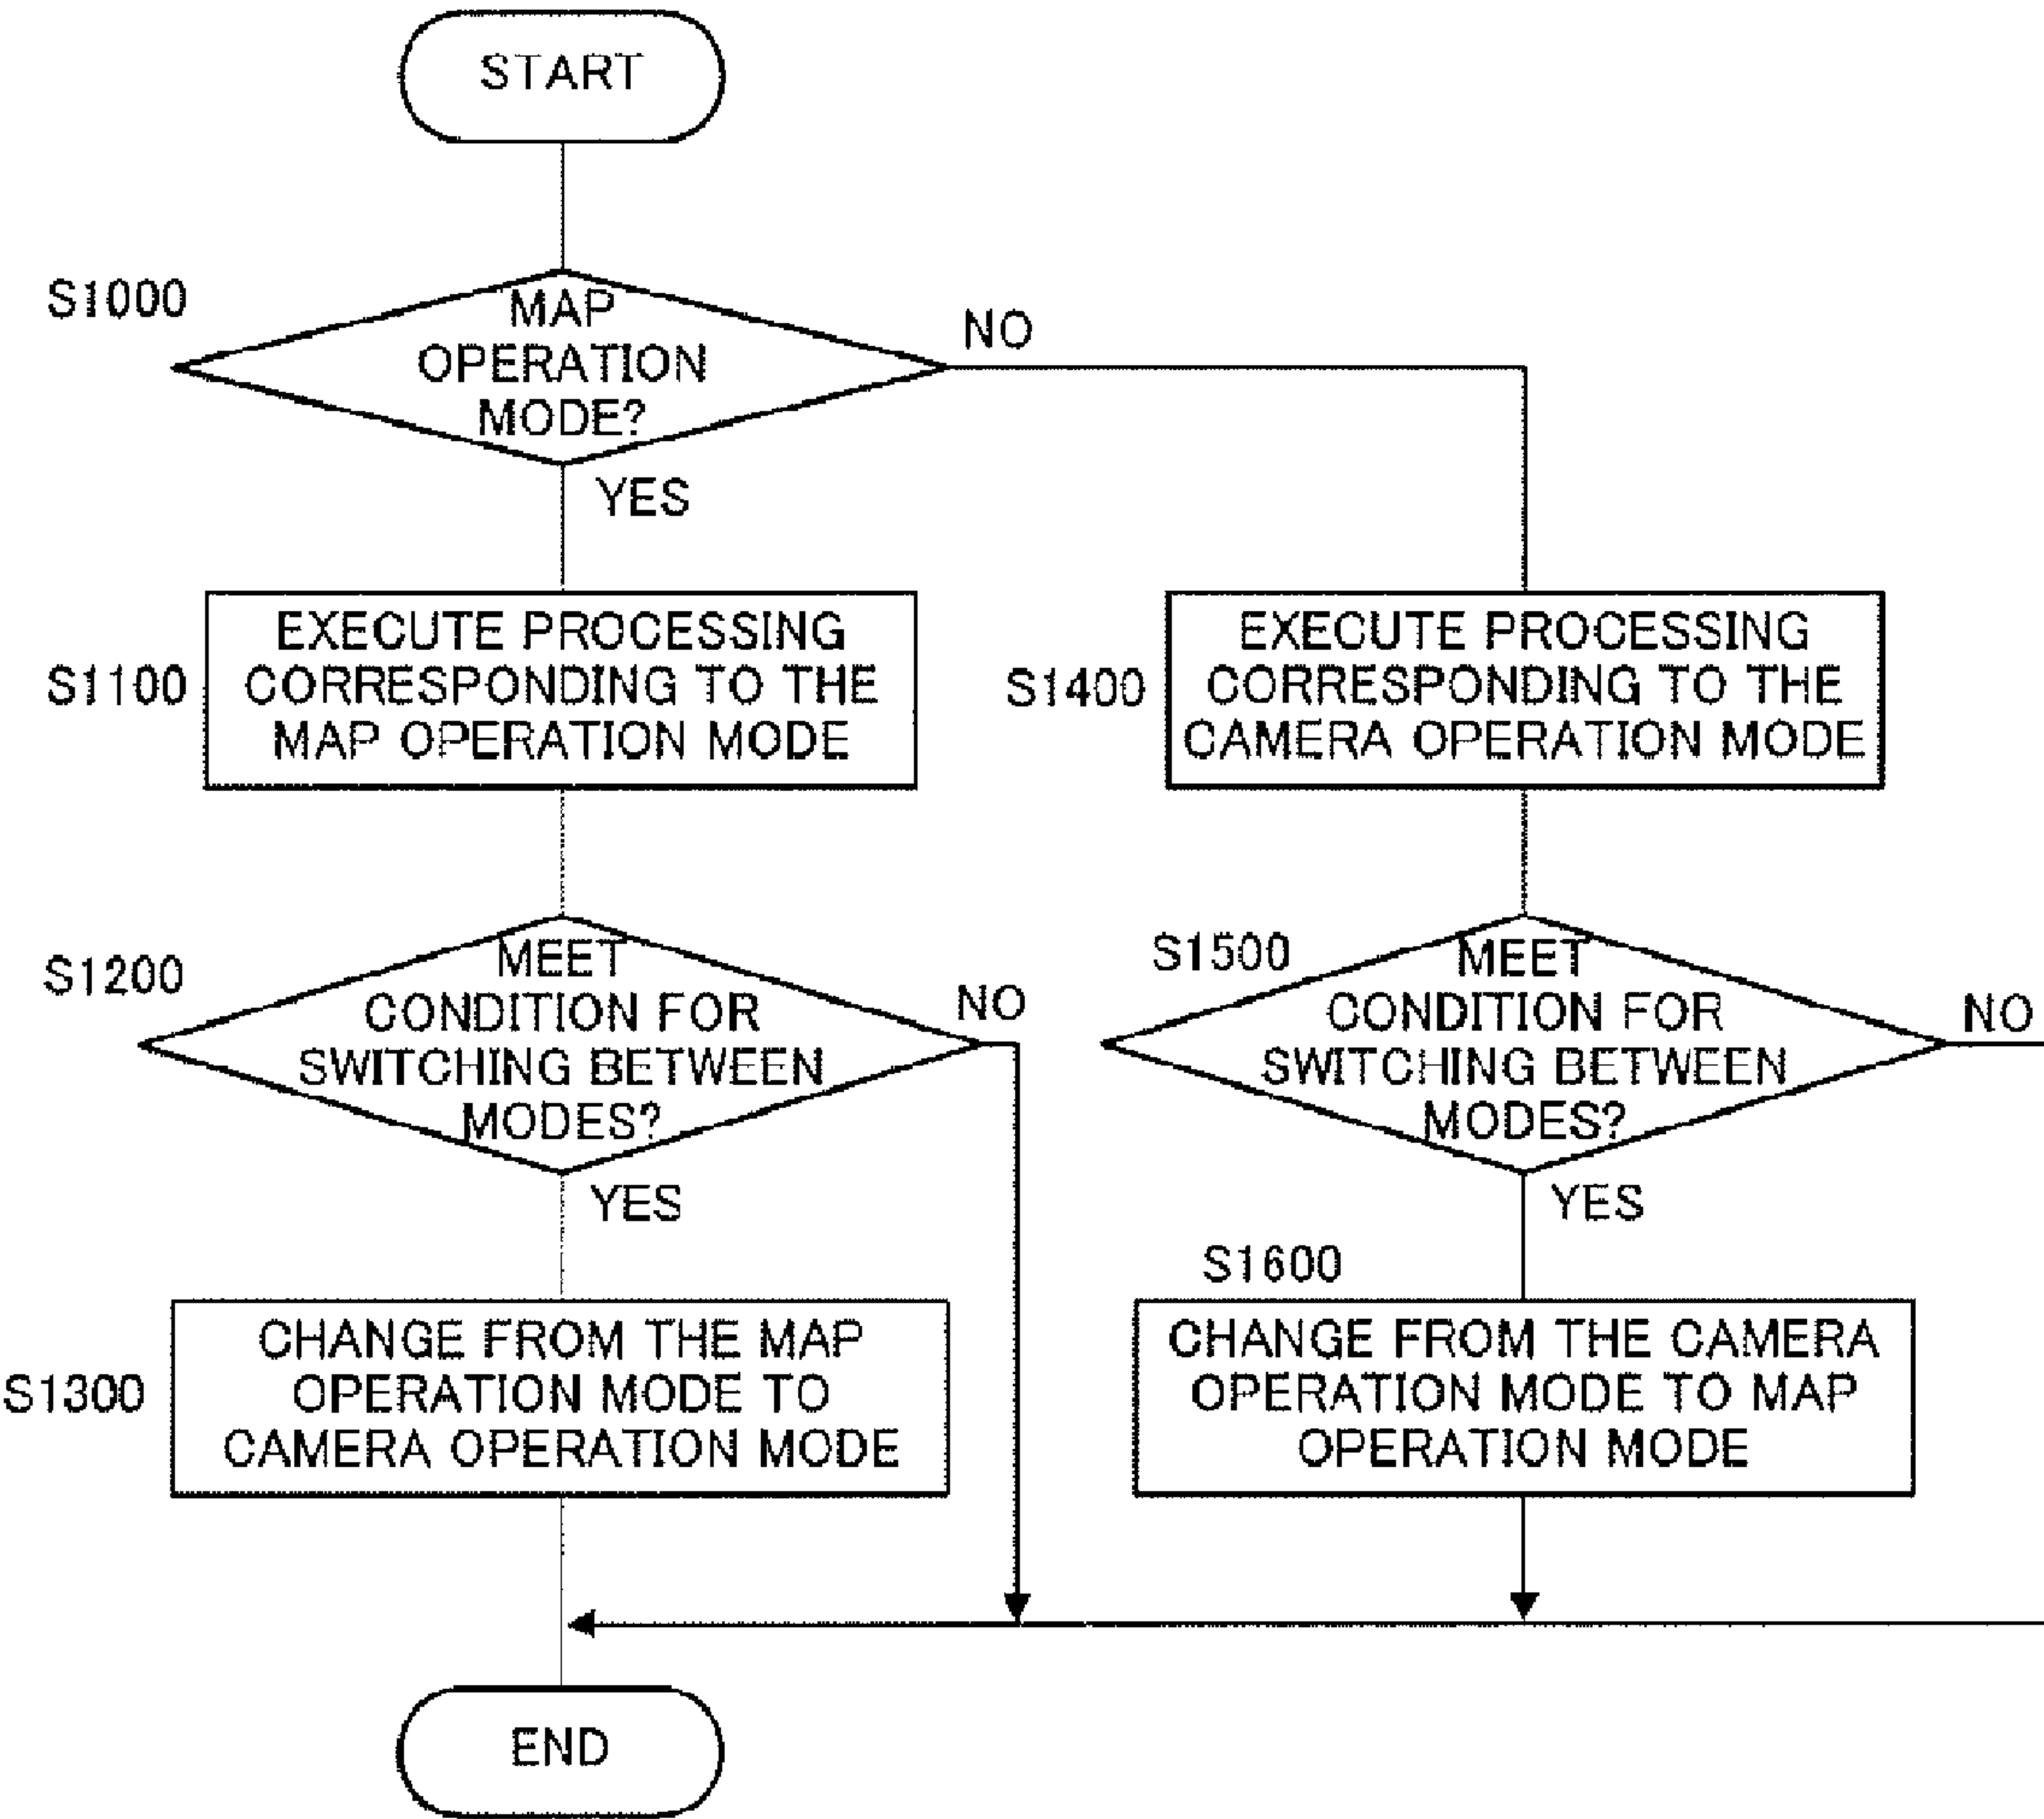 START
S1000
MAP
OPERATION
MODE?
NO
YES
S1100
EXECUTE PROCESSING
CORRESPONDING TO THE
MAP OPERATION MODE
S1400
EXECUTE PROCESSING
CORRESPONDING TO THE
CAMERA OPERATION MODE
S1200
MEET
CONDITION FOR
SWITCHING BETWEEN
MODES?
NO
YES
S1500
MEET
CONDITION FOR
SWITCHING BETWEEN
MODES?
NO
YES
S1300
CHANGE FROM THE MAP
OPERATION MODE TO
CAMERA OPERATION MODE
S1600
CHANGE FROM THE CAMERA
OPERATION MODE TO MAP
OPERATION MODE
END